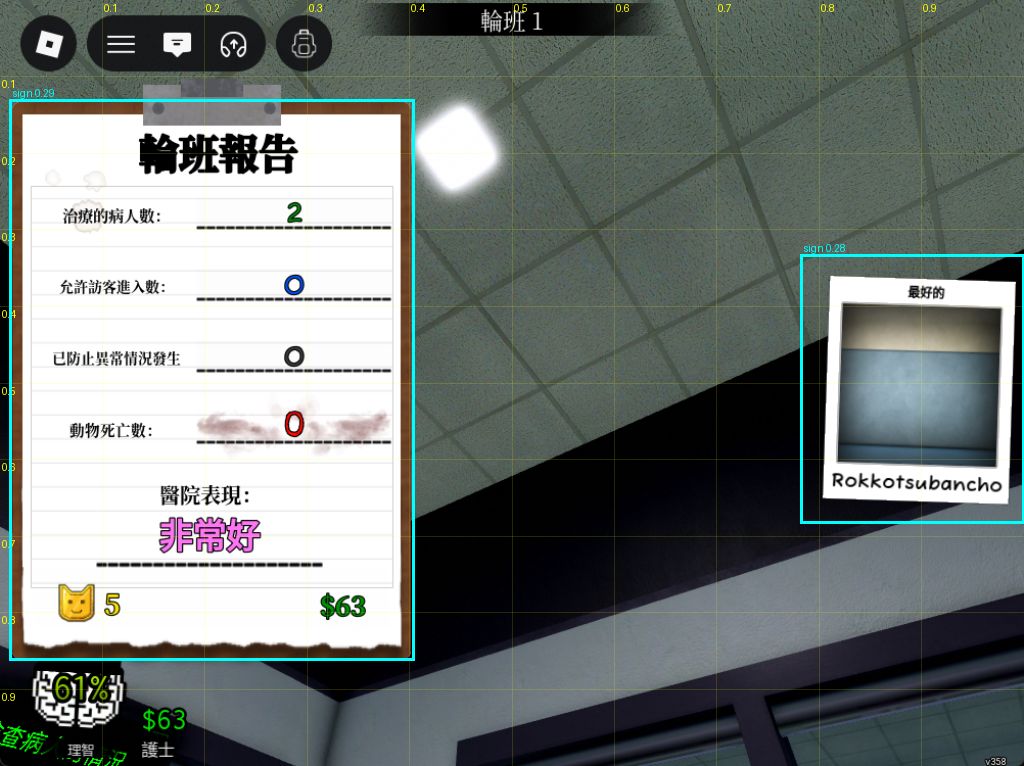 輪班 1
輪班報告
治療的病人數: 2
允許訪客進入數: 0
已防止異常情況發生 0
動物死亡數: 0
醫院表現:
非常好
5 $63
最好的
Rokkotsubancho
61%
理智
$63
護士
v358